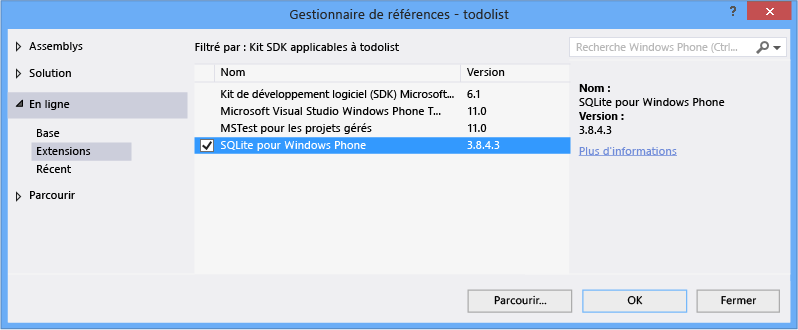 Gestionnaire de références - todolist
?
Assemblys
Solution
En ligne
Base
Extensions
Récent
Parcourir
Filtré par : Kit SDK applicables à todolist
Nom Version
Kit de développement logiciel (SDK) Microsoft... 6.1
Microsoft Visual Studio Windows Phone T... 11.0
MSTest pour les projets gérés 11.0
SQLite pour Windows Phone 3.8.4.3
Recherche Windows Phone (Ctrl...
Nom :
SQLite pour Windows Phone
Version :
3.8.4.3
Plus d'informations
Parcourir... OK Fermer